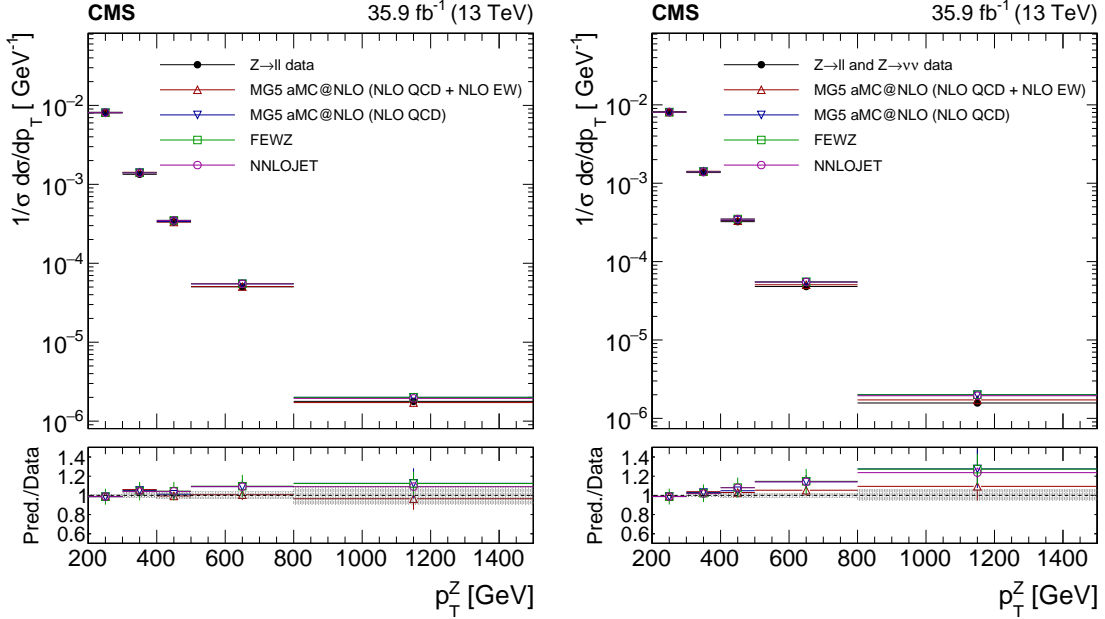 CMS 35.9 fb⁻¹ (13 TeV)
1/σ dσ/dp_T [ GeV⁻¹]
10⁻²
10⁻³
10⁻⁴
10⁻⁵
10⁻⁶
Z→ll data
MG5 aMC@NLO (NLO QCD + NLO EW)
MG5 aMC@NLO (NLO QCD)
FEWZ
NNLOJET
Pred./Data
1.4
1.2
1
0.8
0.6
200 400 600 800 1000 1200 1400
p_T^Z [GeV]
CMS 35.9 fb⁻¹ (13 TeV)
1/σ dσ/dp_T [ GeV⁻¹]
10⁻²
10⁻³
10⁻⁴
10⁻⁵
10⁻⁶
Z→ll and Z→νν data
MG5 aMC@NLO (NLO QCD + NLO EW)
MG5 aMC@NLO (NLO QCD)
FEWZ
NNLOJET
Pred./Data
1.4
1.2
1
0.8
0.6
200 400 600 800 1000 1200 1400
p_T^Z [GeV]